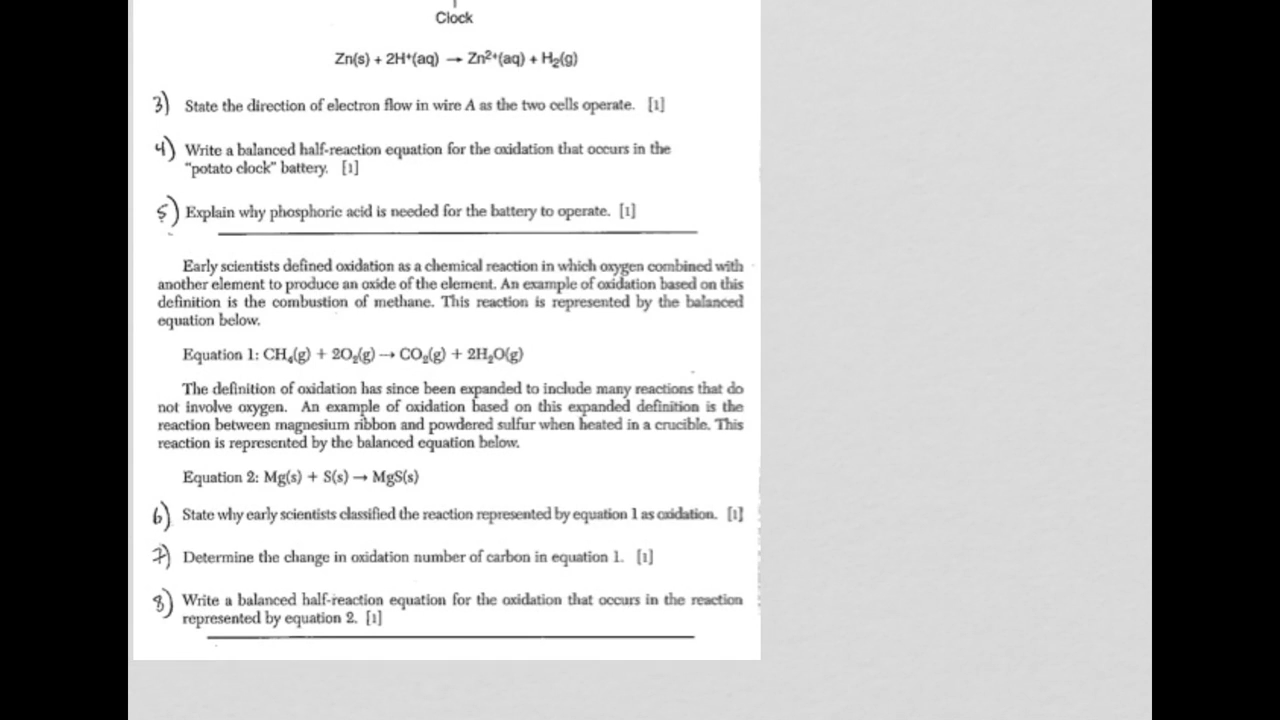 Clock
Zn(s) + 2H⁺(aq) → Zn²⁺(aq) + H₂(g)
3) State the direction of electron flow in wire A as the two cells operate. [1]
4) Write a balanced half-reaction equation for the oxidation that occurs in the
"potato clock" battery. [1]
5) Explain why phosphoric acid is needed for the battery to operate. [1]
Early scientists defined oxidation as a chemical reaction in which oxygen combined with
another element to produce an oxide of the element. An example of oxidation based on this
definition is the combustion of methane. This reaction is represented by the balanced
equation below.
Equation 1: CH₄(g) + 2O₂(g) → CO₂(g) + 2H₂O(g)
The definition of oxidation has since been expanded to include many reactions that do
not involve oxygen. An example of oxidation based on this expanded definition is the
reaction between magnesium ribbon and powdered sulfur when heated in a crucible. This
reaction is represented by the balanced equation below.
Equation 2: Mg(s) + S(s) → MgS(s)
6) State why early scientists classified the reaction represented by equation 1 as oxidation. [1]
7) Determine the change in oxidation number of carbon in equation 1. [1]
8) Write a balanced half-reaction equation for the oxidation that occurs in the reaction
represented by equation 2. [1]